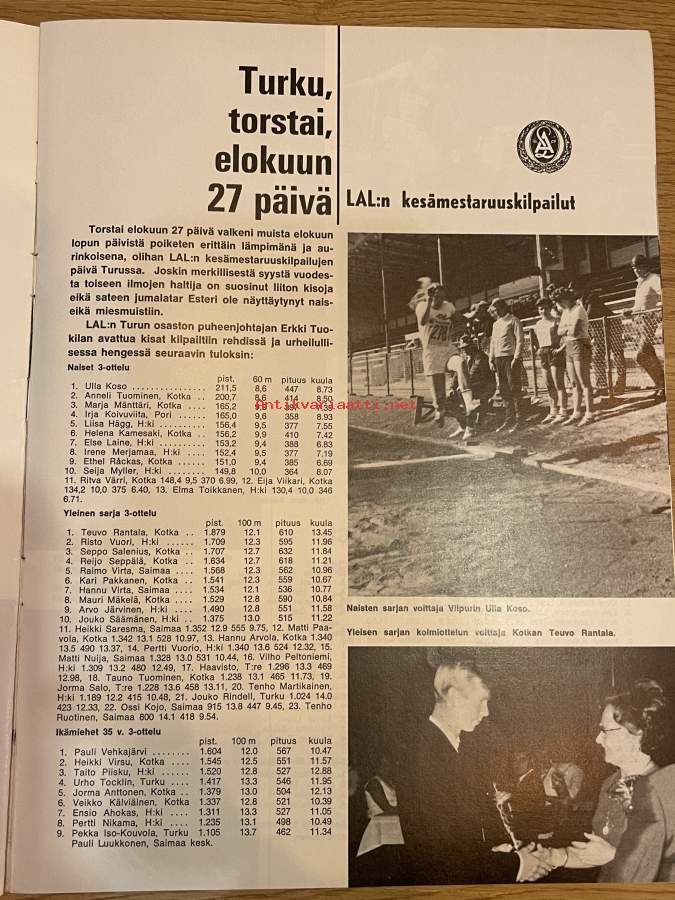 Turku,
torstai,
elokuun
27 päivä
LAL:n kesämestaruuskilpailut
Torstai elokuun 27 päivä valkeni muista elokuun
lopun päivistä poiketen erittäin lämpimänä ja au-
rinkoisena, olihan LAL:n kesämestaruuskilpailujen
päivä Turussa. Joskin merkillisestä syystä vuodes-
ta toiseen ilmojen haltija on suosinut liiton kisoja
eikä sateen jumalatar Esteri ole näyttäytynyt nais-
eikä miesmuistiin.
LAL:n Turun osaston puheenjohtajan Erkki Tuo-
kilan avattua kisat kilpailtiin rehdissä ja urheilulli-
sessa hengessä seuraavin tuloksin:
Naiset 3-ottelu
pist. 60 m pituus kuula
1. Ulla Koso ................ 211,5 8,6 447 8.73
2. Anneli Tuominen, Kotka .. 200,7 8,6 414 8.50
3. Marja Mänttäri, Kotka .... 165,2 9,9 397 8.39
4. Irja Koivuviita, Pori ...... 165,0 9,6 358 8.93
5. Liisa Hägg, H:ki .......... 156,4 9,5 377 7.55
6. Helena Kamesaki, Kotka .. 156,2 9,9 410 7.42
7. Else Laine, H:ki .......... 153,2 9,4 388 6.83
8. Irene Merjamaa, H:ki .... 152,4 9,5 377 7.19
9. Ethel Räckas, Kotka ...... 151,0 9,4 385 6.69
10. Seija Myller, H:ki ........ 149,8 10,0 364 8.07
11. Ritva Värri, Kotka 148,4 9,5 370 6.99, 12. Eija Viikari, Kotka
134,2 10,0 375 6.40, 13. Elma Toikkanen, H:ki 130,4 10,0 346
6.71.
antikvariaatti.net
Yleinen sarja 3-ottelu
pist. 100 m pituus kuula
1. Teuvo Rantala, Kotka .. 1.879 12.1 610 13.45
2. Risto Vuori, H:ki ...... 1.709 12.3 595 11.96
3. Seppo Salenius, Kotka .. 1.707 12.7 632 11.84
4. Reijo Seppälä, Kotka .... 1.634 12.7 618 11.21
5. Raimo Virta, Saimaa .... 1.568 12.3 562 10.96
6. Kari Pakkanen, Kotka .. 1.541 12.3 559 10.67
7. Hannu Virta, Saimaa .... 1.534 12.1 536 10.77
8. Mauri Mäkelä, Kotka .... 1.529 12.8 590 10.84
9. Arvo Järvinen, H:ki .... 1.490 12.8 551 11.58
10. Jouko Säämänen, H:ki .. 1.375 13.0 515 11.22
11. Heikki Saresma, Saimaa 1.352 12.9 555 9.75, 12. Matti Paa-
vola, Kotka 1.342 13.1 528 10.97, 13. Hannu Arvola, Kotka 1.340
13.5 490 13.37, 14. Pertti Vuorio, H:ki 1.340 13.6 524 12.32, 15.
Matti Nuija, Saimaa 1.328 13.0 531 10.44, 16. Vilho Peltoniemi,
H:ki 1.309 13.2 480 12.49, 17. Haavisto, T:re 1.296 13.3 469
12.98, 18. Tauno Tuominen, Kotka 1.238 13.1 465 11.73, 19.
Jorma Salo, T:re 1.228 13.6 458 13.11, 20. Tenho Martikainen,
H:ki 1.189 12.2 415 10.48, 21. Jouko Rindell, Turku 1.024 14.0
423 12.33, 22. Ossi Kojo, Saimaa 915 13.8 447 9.45, 23. Tenho
Ruotinen, Saimaa 800 14.1 418 9.54.
Ikämiehet 35 v. 3-ottelu
pist. 100 m pituus kuula
1. Pauli Vehkajärvi ........ 1.604 12.0 567 10.47
2. Heikki Virsu, Kotka .... 1.545 12.5 551 11.57
3. Taito Piisku, H:ki ...... 1.520 12.8 527 12.88
4. Urho Tocklin, Turku .... 1.417 13.3 546 11.95
5. Jorma Anttonen, Kotka .. 1.379 13.0 504 12.13
6. Veikko Kälviäinen, Kotka 1.337 12.8 521 10.39
7. Ensio Ahokas, H:ki .... 1.311 13.3 527 11.05
8. Pertti Nikama, H:ki .... 1.235 13.1 498 10.49
9. Pekka Iso-Kouvola, Turku 1.105 13.7 462 11.34
Pauli Luukkonen, Saimaa kesk.
Naisten sarjan voittaja Viipurin Ulla Koso.
Yleisen sarjan kolmiottelun voittaja Kotkan Teuvo Rantala.